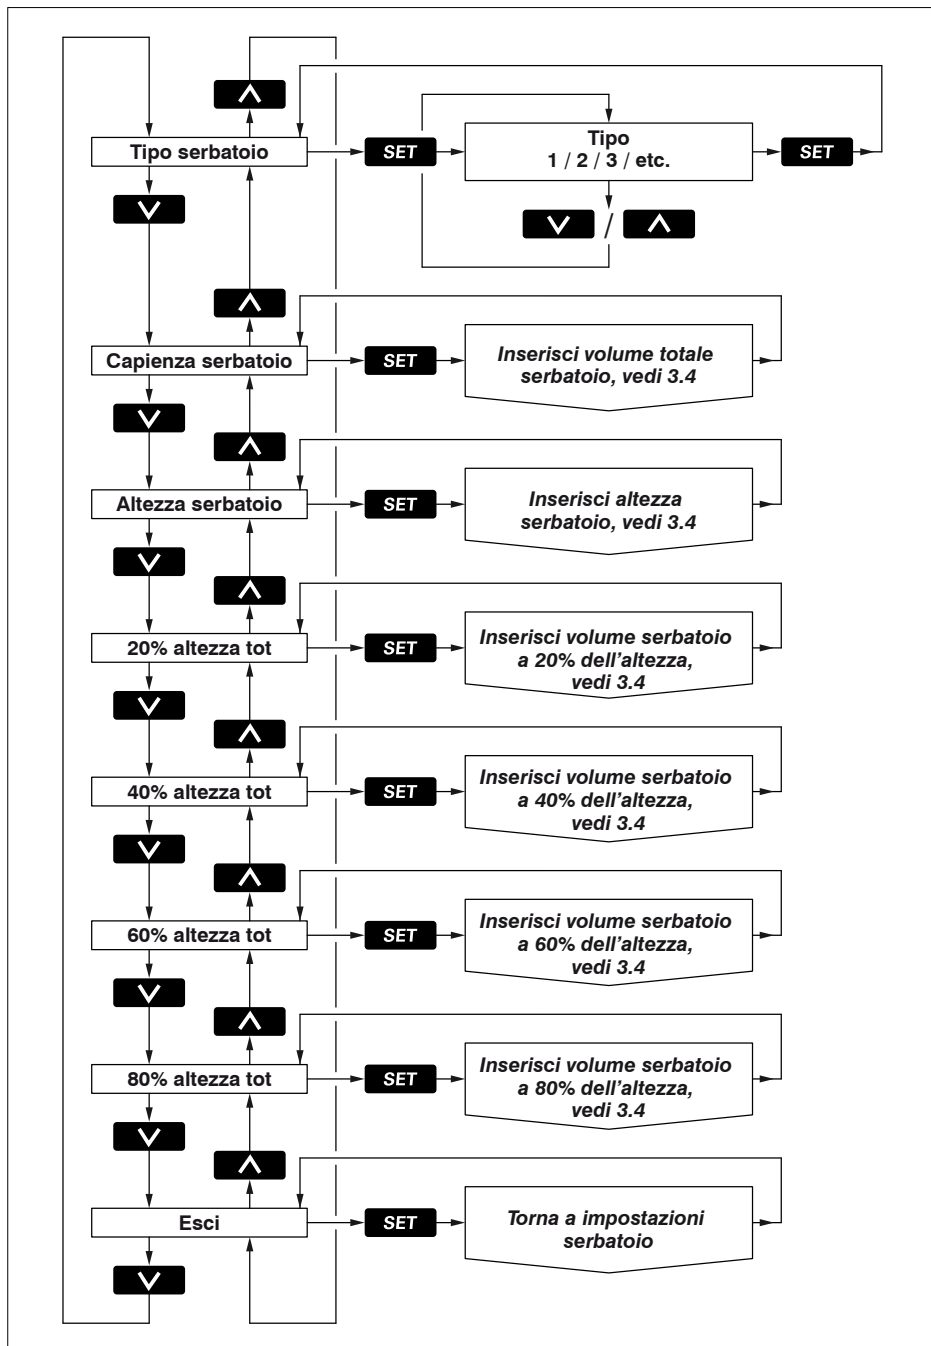 Tipo serbatoio
SET
Tipo
1 / 2 / 3 / etc.
SET
/
Capienza serbatoio
SET
Inserisci volume totale
serbatoio, vedi 3.4
Altezza serbatoio
SET
Inserisci altezza
serbatoio, vedi 3.4
20% altezza tot
SET
Inserisci volume serbatoio
a 20% dell'altezza,
vedi 3.4
40% altezza tot
SET
Inserisci volume serbatoio
a 40% dell'altezza,
vedi 3.4
60% altezza tot
SET
Inserisci volume serbatoio
a 60% dell'altezza,
vedi 3.4
80% altezza tot
SET
Inserisci volume serbatoio
a 80% dell'altezza,
vedi 3.4
Esci
SET
Torna a impostazioni
serbatoio